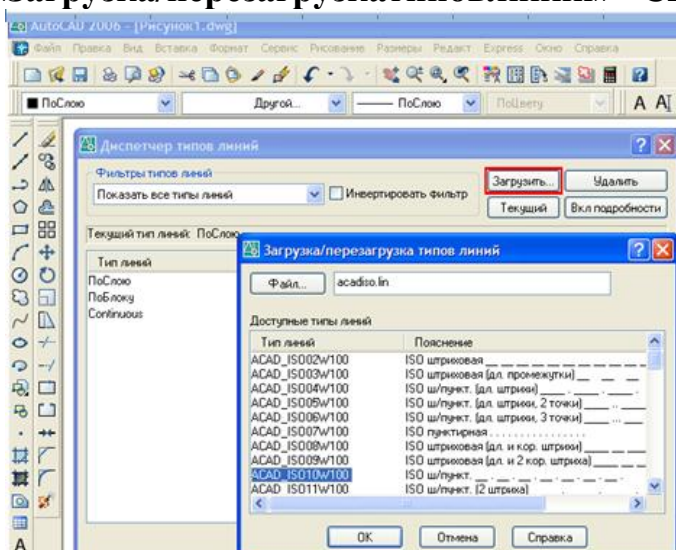 Загрузка/перезагрузка типов линий»
AutoCAD 2006 - [Рисунок1.dwg]
Файл Правка Вид Вставка Формат Сервис Рисование Размеры Редакт Express Окно Справка
ПоСлою Другой... ПоСлою ПоЦвету
Диспетчер типов линий
Фильтры типов линий
Показать все типы линий Инвертировать фильтр Загрузить... Удалить
Текущий Вкл подробности
Текущий тип линий: ПоСлою
Тип линий
ПоСлою
ПоБлоку
Continuous
Загрузка/перезагрузка типов линий
Файл... acadiso.lin
Доступные типы линий
Тип линий Пояснение
ACAD_ISO02W100 ISO штриховая
ACAD_ISO03W100 ISO штриховая (дл. промежутки)
ACAD_ISO04W100 ISO ш/пункт. (дл. штрихи)
ACAD_ISO05W100 ISO ш/пункт. (дл. штрихи, 2 точки)
ACAD_ISO06W100 ISO ш/пункт. (дл. штрихи, 3 точки)
ACAD_ISO07W100 ISO пунктирная
ACAD_ISO08W100 ISO штриховая (дл. и кор. штрихи)
ACAD_ISO09W100 ISO штриховая (дл. и 2 кор. штриха)
ACAD_ISO10W100 ISO ш/пункт.
ACAD_ISO11W100 ISO ш/пункт. (2 штриха)
OK Отмена Справка